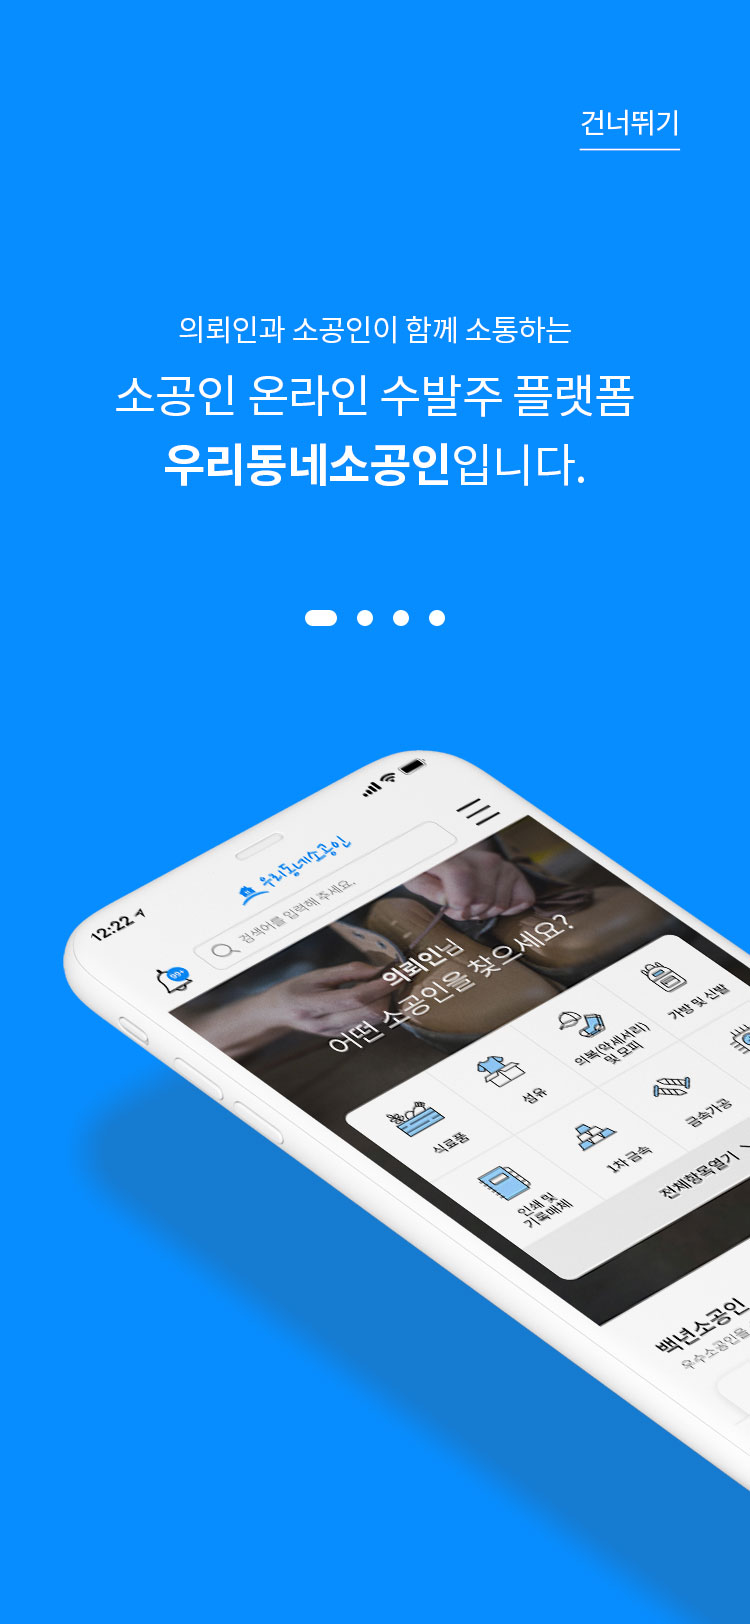 건너뛰기
의뢰인과 소공인이 함께 소통하는
소공인 온라인 수발주 플랫폼
우리동네소공인입니다.
12:22
우리동네소공인
99+
검색어를 입력해 주세요.
의뢰인님
어떤 소공인을 찾으세요?
식료품
섬유
의복(악세서리)
및 모피
가방 및 신발
인쇄 및
기록매체
1차 금속
금속가공
전체항목열기
백년소공인
우수소공인을